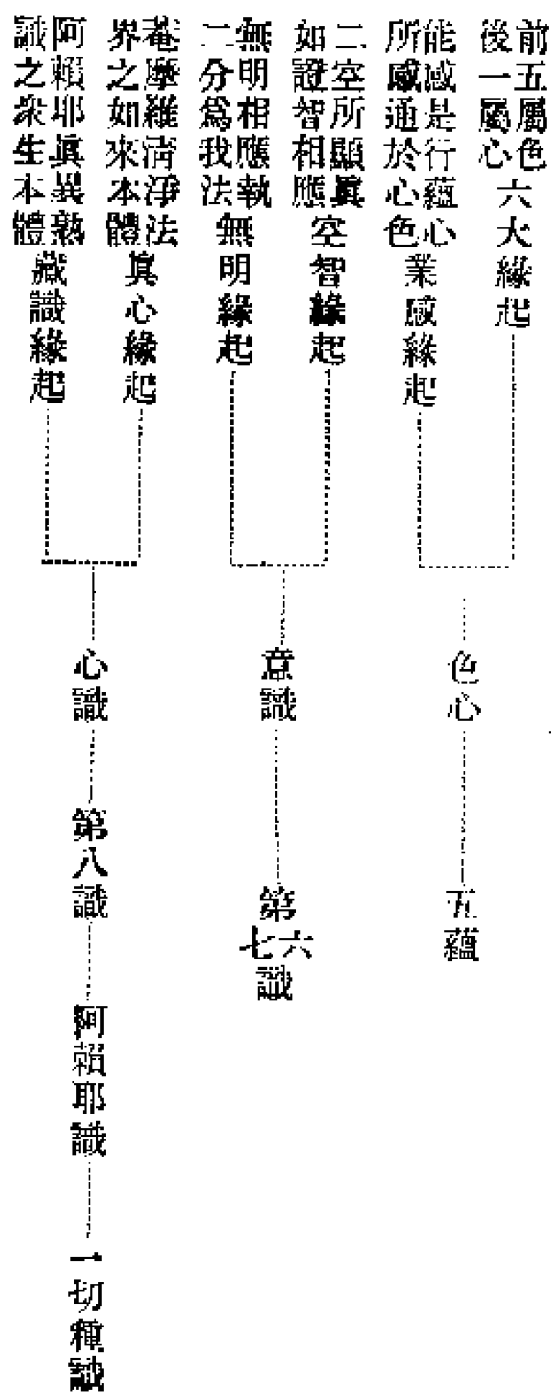 前五屬色
後一屬心
六大緣起
能感是行蘊心
所感通於心色
業感緣起
二空所顯眞
如證智相應
空智緣起
無明相應執
二分爲我法
無明緣起
菴摩羅淸淨法
界之如來本體
眞心緣起
阿賴耶眞異熟
識之衆生本體
藏識緣起
色心
五蘊
意識
第
六
七
識
心識
第八識
阿賴耶識
一切種識